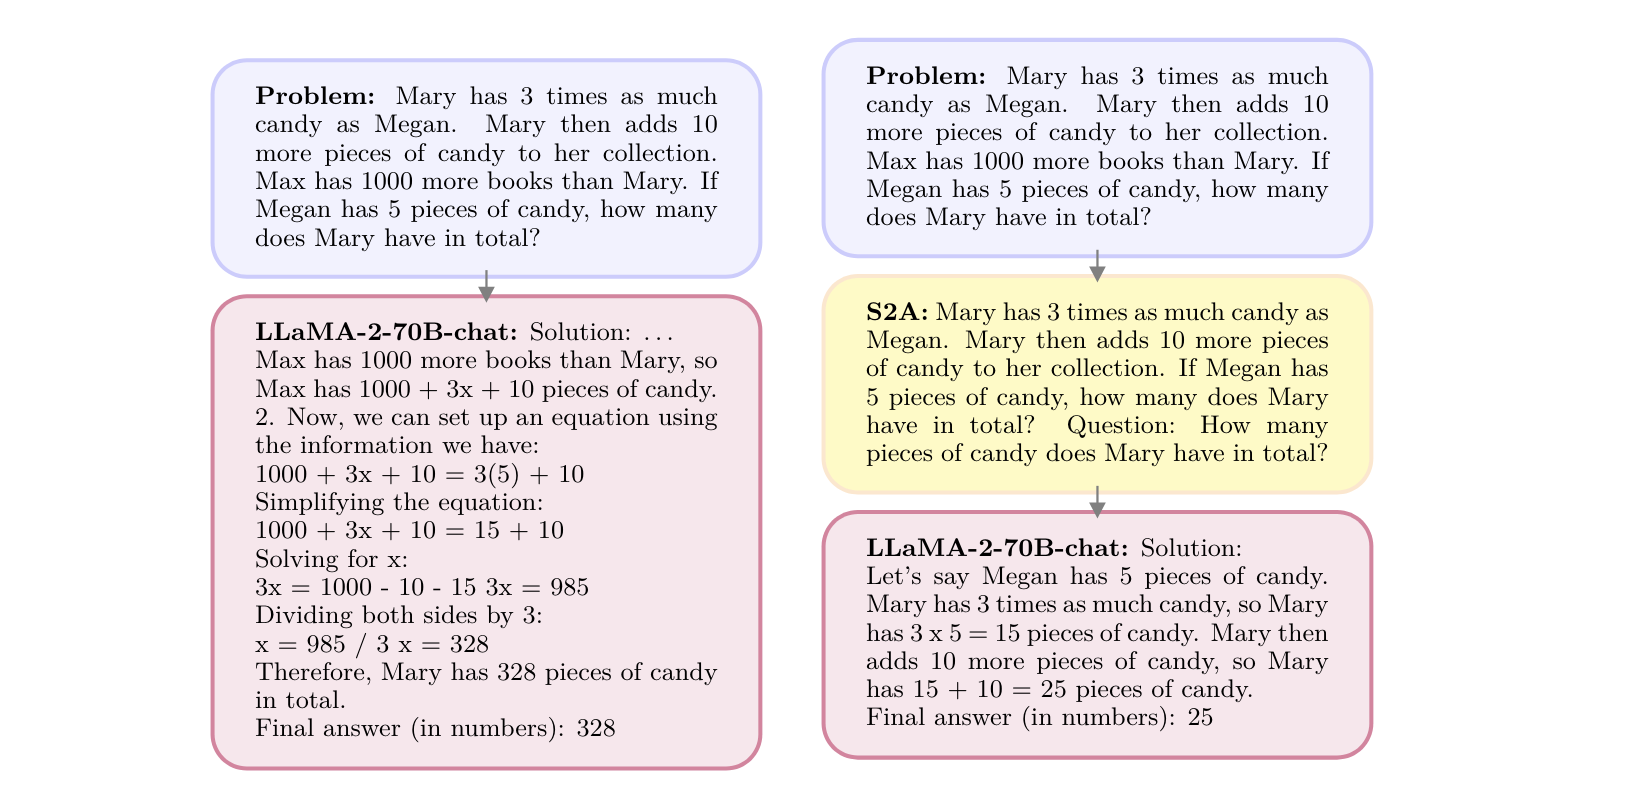 Problem: Mary has 3 times as much
candy as Megan. Mary then adds 10
more pieces of candy to her collection.
Max has 1000 more books than Mary. If
Megan has 5 pieces of candy, how many
does Mary have in total?
LLaMA-2-70B-chat: Solution: ...
Max has 1000 more books than Mary, so
Max has 1000 + 3x + 10 pieces of candy.
2. Now, we can set up an equation using
the information we have:
1000 + 3x + 10 = 3(5) + 10
Simplifying the equation:
1000 + 3x + 10 = 15 + 10
Solving for x:
3x = 1000 - 10 - 15 3x = 985
Dividing both sides by 3:
x = 985 / 3 x = 328
Therefore, Mary has 328 pieces of candy
in total.
Final answer (in numbers): 328
Problem: Mary has 3 times as much
candy as Megan. Mary then adds 10
more pieces of candy to her collection.
Max has 1000 more books than Mary. If
Megan has 5 pieces of candy, how many
does Mary have in total?
S2A: Mary has 3 times as much candy as
Megan. Mary then adds 10 more pieces
of candy to her collection. If Megan has
5 pieces of candy, how many does Mary
have in total? Question: How many
pieces of candy does Mary have in total?
LLaMA-2-70B-chat: Solution:
Let's say Megan has 5 pieces of candy.
Mary has 3 times as much candy, so Mary
has 3 x 5 = 15 pieces of candy. Mary then
adds 10 more pieces of candy, so Mary
has 15 + 10 = 25 pieces of candy.
Final answer (in numbers): 25